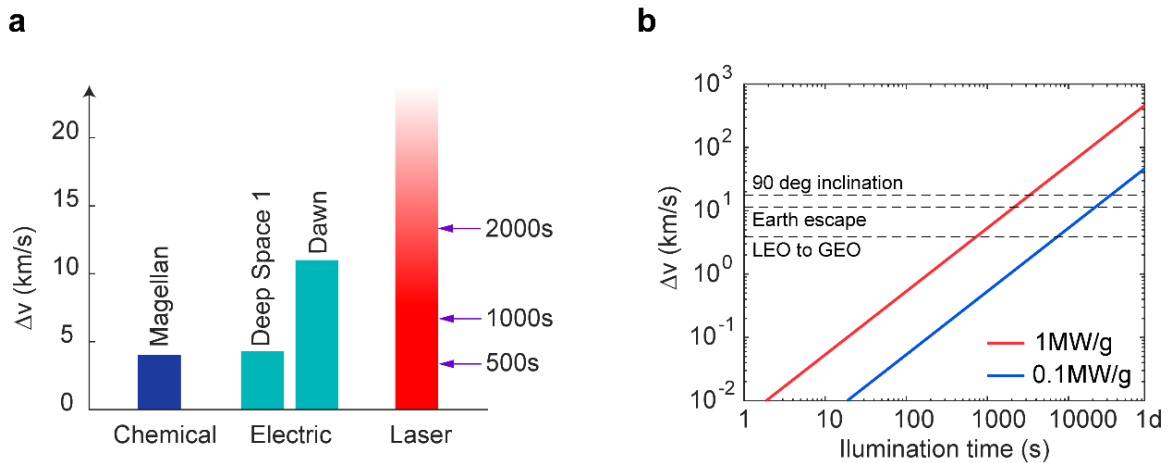 a
Δv (km/s)
20
15
10
5
0
Magellan
Deep Space 1
Dawn
2000s
1000s
500s
Chemical
Electric
Laser
b
Δv (km/s)
10³
10²
10¹
10⁰
10⁻¹
10⁻²
90 deg inclination
Earth escape
LEO to GEO
1MW/g
0.1MW/g
1 10 100 1000 10000 1d
Ilumination time (s)